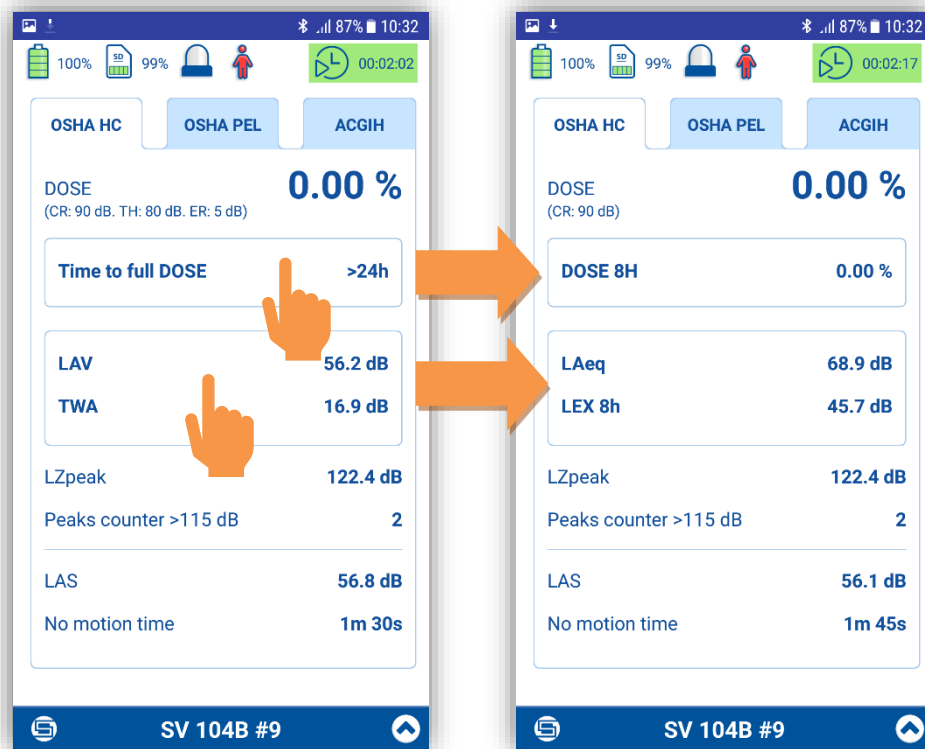 87% 10:32
100% SD 99% 00:02:02
OSHA HC OSHA PEL ACGIH
DOSE 0.00 %
(CR: 90 dB. TH: 80 dB. ER: 5 dB)
Time to full DOSE >24h
LAV 56.2 dB
TWA 16.9 dB
LZpeak 122.4 dB
Peaks counter >115 dB 2
LAS 56.8 dB
No motion time 1m 30s
SV 104B #9
87% 10:32
100% SD 99% 00:02:17
OSHA HC OSHA PEL ACGIH
DOSE 0.00 %
(CR: 90 dB)
DOSE 8H 0.00 %
LAeq 68.9 dB
LEX 8h 45.7 dB
LZpeak 122.4 dB
Peaks counter >115 dB 2
LAS 56.1 dB
No motion time 1m 45s
SV 104B #9